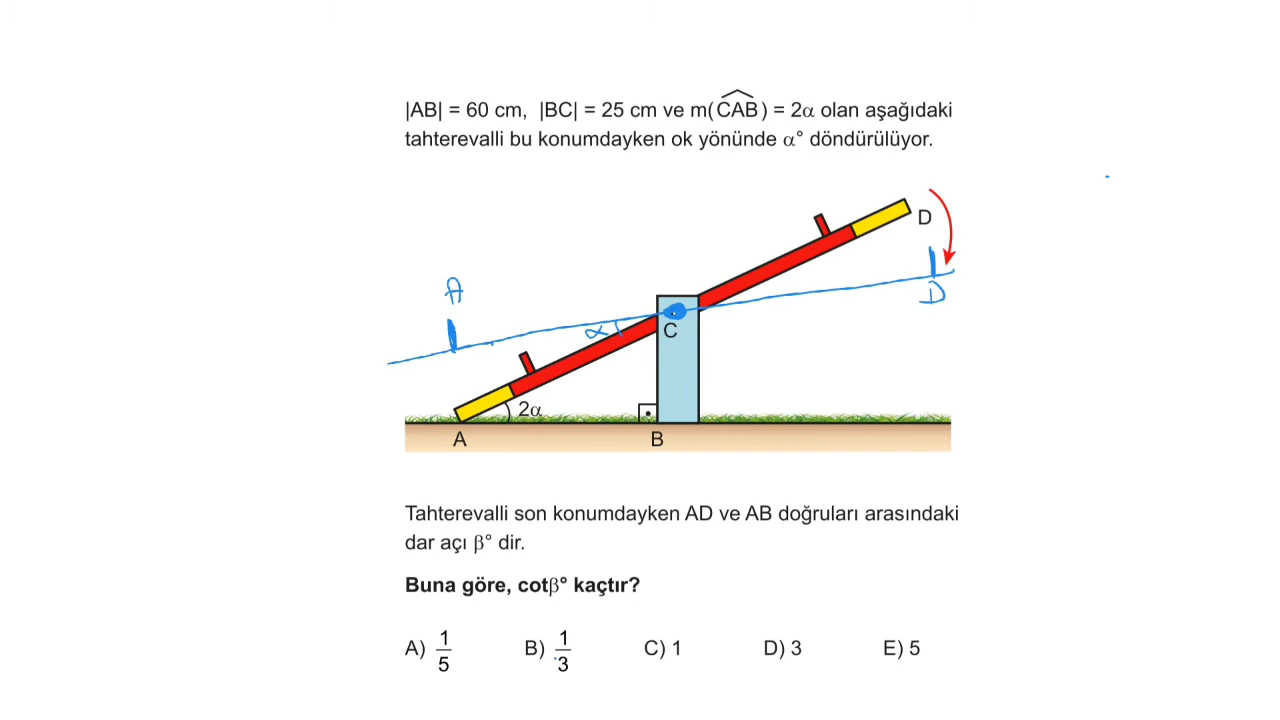 |AB| = 60 cm, |BC| = 25 cm ve m(CAB) = 2α olan aşağıdaki
tahterevalli bu konumdayken ok yönünde α° döndürülüyor.
D
A
D
α
C
2α
A
B
Tahterevalli son konumdayken AD ve AB doğruları arasındaki
dar açı β° dir.
Buna göre, cotβ° kaçtır?
A) 1/5 B) 1/3 C) 1 D) 3 E) 5